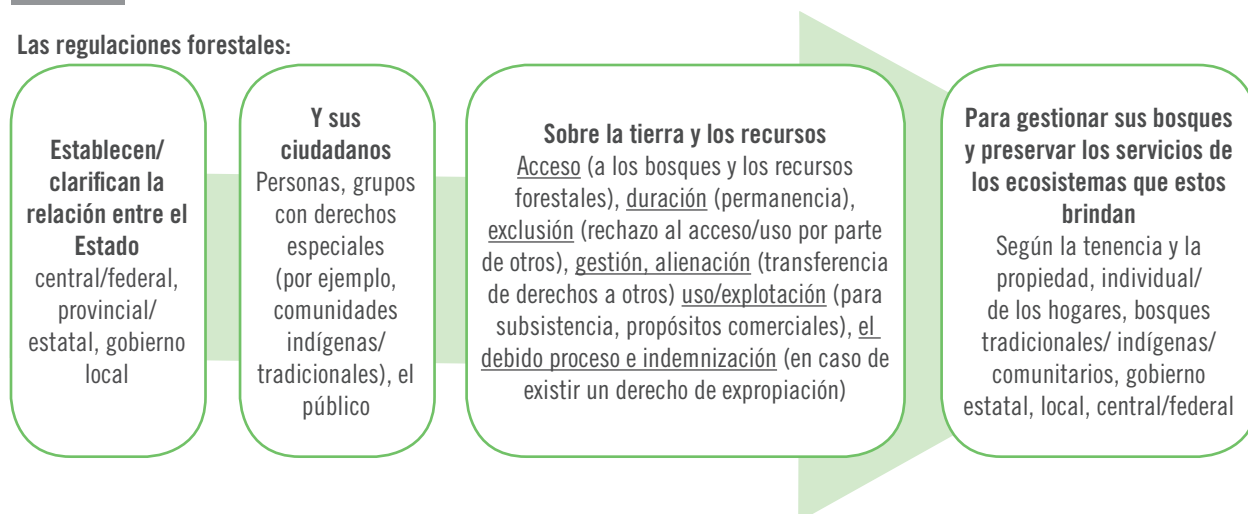 Las regulaciones forestales:
Establecen/
clarifican la
relación entre el
Estado
central/federal,
provincial/
estatal, gobierno
local
Y sus
ciudadanos
Personas, grupos
con derechos
especiales
(por ejemplo,
comunidades
indígenas/
tradicionales), el
público
Sobre la tierra y los recursos
Acceso (a los bosques y los recursos
forestales), duración (permanencia),
exclusión (rechazo al acceso/uso por parte
de otros), gestión, alienación (transferencia
de derechos a otros) uso/explotación (para
subsistencia, propósitos comerciales), el
debido proceso e indemnización (en caso de
existir un derecho de expropiación)
Para gestionar sus bosques
y preservar los servicios de
los ecosistemas que estos
brindan
Según la tenencia y la
propiedad, individual/
de los hogares, bosques
tradicionales/ indígenas/
comunitarios, gobierno
estatal, local, central/federal